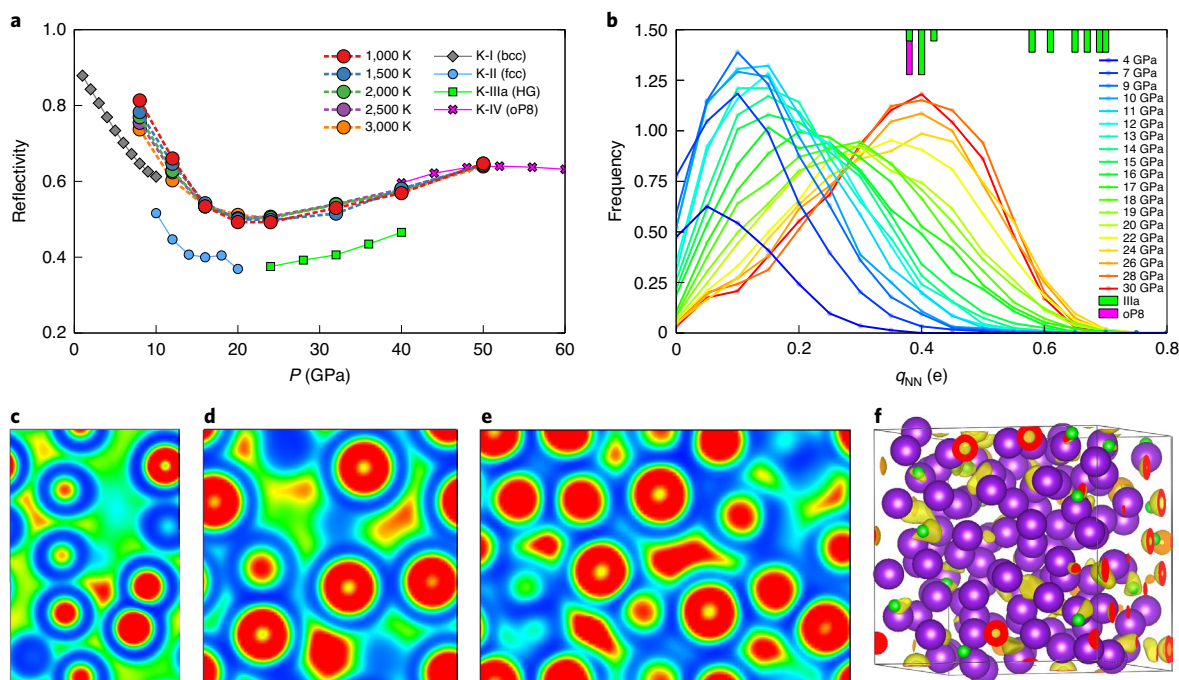 a
1.0
0.8
0.6
0.4
0.2
Reflectivity
0
10
20
30
40
50
60
P (GPa)
1,000 K
1,500 K
2,000 K
2,500 K
3,000 K
K-I (bcc)
K-II (fcc)
K-IIIa (HG)
K-IV (oP8)
b
1.50
1.25
1.00
0.75
0.50
0.25
0
Frequency
0
0.2
0.4
0.6
0.8
qNN (e)
4 GPa
7 GPa
9 GPa
10 GPa
11 GPa
12 GPa
13 GPa
14 GPa
15 GPa
16 GPa
17 GPa
18 GPa
19 GPa
20 GPa
22 GPa
24 GPa
26 GPa
28 GPa
30 GPa
IIIa
oP8
c
d
e
f